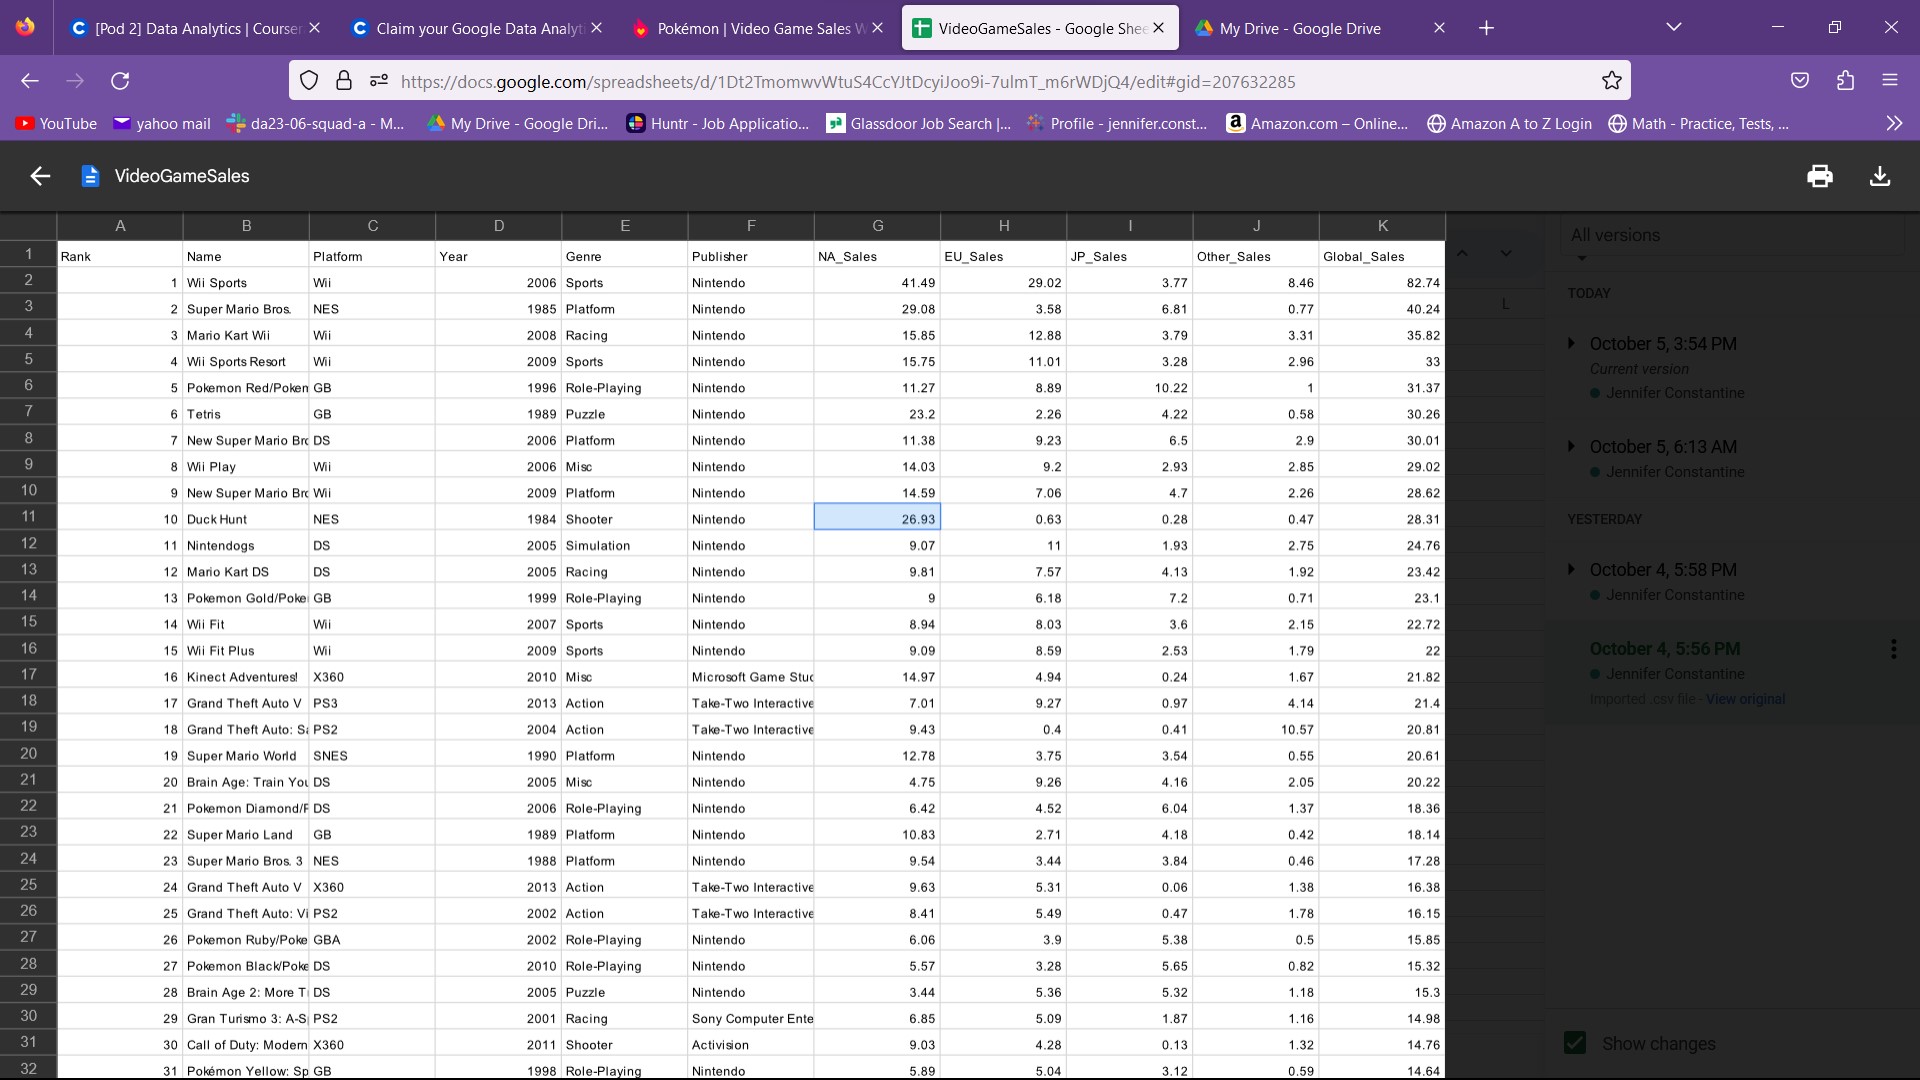 [Pod 2] Data Analytics | Courser
Claim your Google Data Analyti
Pokémon | Video Game Sales W
VideoGameSales - Google Shee
My Drive - Google Drive
https://docs.google.com/spreadsheets/d/1Dt2TmomwvWtuS4CcYJtDcyiJoo9i-7uImT_m6rWDjQ4/edit#gid=207632285
YouTube yahoo mail da23-06-squad-a - M... My Drive - Google Dri... Huntr - Job Applicatio... Glassdoor Job Search |... Profile - jennifer.const... Amazon.com – Online... Amazon A to Z Login Math - Practice, Tests, ...
VideoGameSales
A B C D E F G H I J K
1 Rank Name Platform Year Genre Publisher NA_Sales EU_Sales JP_Sales Other_Sales Global_Sales
2 1 Wii Sports Wii 2006 Sports Nintendo 41.49 29.02 3.77 8.46 82.74
3 2 Super Mario Bros. NES 1985 Platform Nintendo 29.08 3.58 6.81 0.77 40.24
4 3 Mario Kart Wii Wii 2008 Racing Nintendo 15.85 12.88 3.79 3.31 35.82
5 4 Wii Sports Resort Wii 2009 Sports Nintendo 15.75 11.01 3.28 2.96 33
6 5 Pokemon Red/Pokem GB 1996 Role-Playing Nintendo 11.27 8.89 10.22 1 31.37
7 6 Tetris GB 1989 Puzzle Nintendo 23.2 2.26 4.22 0.58 30.26
8 7 New Super Mario Bro DS 2006 Platform Nintendo 11.38 9.23 6.5 2.9 30.01
9 8 Wii Play Wii 2006 Misc Nintendo 14.03 9.2 2.93 2.85 29.02
10 9 New Super Mario Bro Wii 2009 Platform Nintendo 14.59 7.06 4.7 2.26 28.62
11 10 Duck Hunt NES 1984 Shooter Nintendo 26.93 0.63 0.28 0.47 28.31
12 11 Nintendogs DS 2005 Simulation Nintendo 9.07 11 1.93 2.75 24.76
13 12 Mario Kart DS DS 2005 Racing Nintendo 9.81 7.57 4.13 1.92 23.42
14 13 Pokemon Gold/Poke GB 1999 Role-Playing Nintendo 9 6.18 7.2 0.71 23.1
15 14 Wii Fit Wii 2007 Sports Nintendo 8.94 8.03 3.6 2.15 22.72
16 15 Wii Fit Plus Wii 2009 Sports Nintendo 9.09 8.59 2.53 1.79 22
17 16 Kinect Adventures! X360 2010 Misc Microsoft Game Stud 14.97 4.94 0.24 1.67 21.82
18 17 Grand Theft Auto V PS3 2013 Action Take-Two Interactive 7.01 9.27 0.97 4.14 21.4
19 18 Grand Theft Auto: Sa PS2 2004 Action Take-Two Interactive 9.43 0.4 0.41 10.57 20.81
20 19 Super Mario World SNES 1990 Platform Nintendo 12.78 3.75 3.54 0.55 20.61
21 20 Brain Age: Train You DS 2005 Misc Nintendo 4.75 9.26 4.16 2.05 20.22
22 21 Pokemon Diamond/P DS 2006 Role-Playing Nintendo 6.42 4.52 6.04 1.37 18.36
23 22 Super Mario Land GB 1989 Platform Nintendo 10.83 2.71 4.18 0.42 18.14
24 23 Super Mario Bros. 3 NES 1988 Platform Nintendo 9.54 3.44 3.84 0.46 17.28
25 24 Grand Theft Auto V X360 2013 Action Take-Two Interactive 9.63 5.31 0.06 1.38 16.38
26 25 Grand Theft Auto: Vi PS2 2002 Action Take-Two Interactive 8.41 5.49 0.47 1.78 16.15
27 26 Pokemon Ruby/Poke GBA 2002 Role-Playing Nintendo 6.06 3.9 5.38 0.5 15.85
28 27 Pokemon Black/Poke DS 2010 Role-Playing Nintendo 5.57 3.28 5.65 0.82 15.32
29 28 Brain Age 2: More T DS 2005 Puzzle Nintendo 3.44 5.36 5.32 1.18 15.3
30 29 Gran Turismo 3: A-S PS2 2001 Racing Sony Computer Ente 6.85 5.09 1.87 1.16 14.98
31 30 Call of Duty: Modern X360 2011 Shooter Activision 9.03 4.28 0.13 1.32 14.76
32 31 Pokémon Yellow: Sp GB 1998 Role-Playing Nintendo 5.89 5.04 3.12 0.59 14.64
L
All versions
TODAY
October 5, 3:54 PM
Current version
Jennifer Constantine
October 5, 6:13 AM
Jennifer Constantine
YESTERDAY
October 4, 5:58 PM
Jennifer Constantine
October 4, 5:56 PM
Jennifer Constantine
Imported .csv file - View original
Show changes